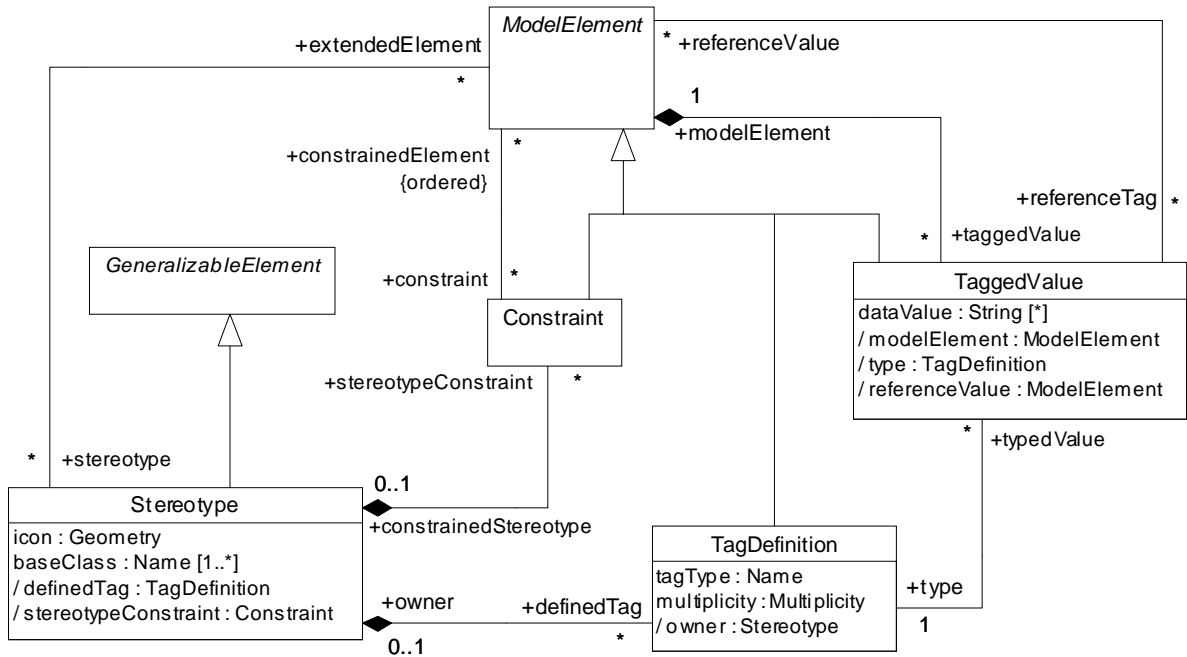 ModelElement
+extendedElement
*
* +referenceValue
1
+modelElement
+constrainedElement
{ordered}
*
+referenceTag *
* +taggedValue
GeneralizableElement
+constraint
*
Constraint
TaggedValue
dataValue : String [*]
/ modelElement : ModelElement
/ type : TagDefinition
/ referenceValue : ModelElement
+stereotypeConstraint *
* +typedValue
* +stereotype
0..1
+constrainedStereotype
Stereotype
icon : Geometry
baseClass : Name [1..*]
/ definedTag : TagDefinition
/ stereotypeConstraint : Constraint
TagDefinition
tagType : Name
multiplicity : Multiplicity
/ owner : Stereotype
+type
1
+owner
0..1
+definedTag
*